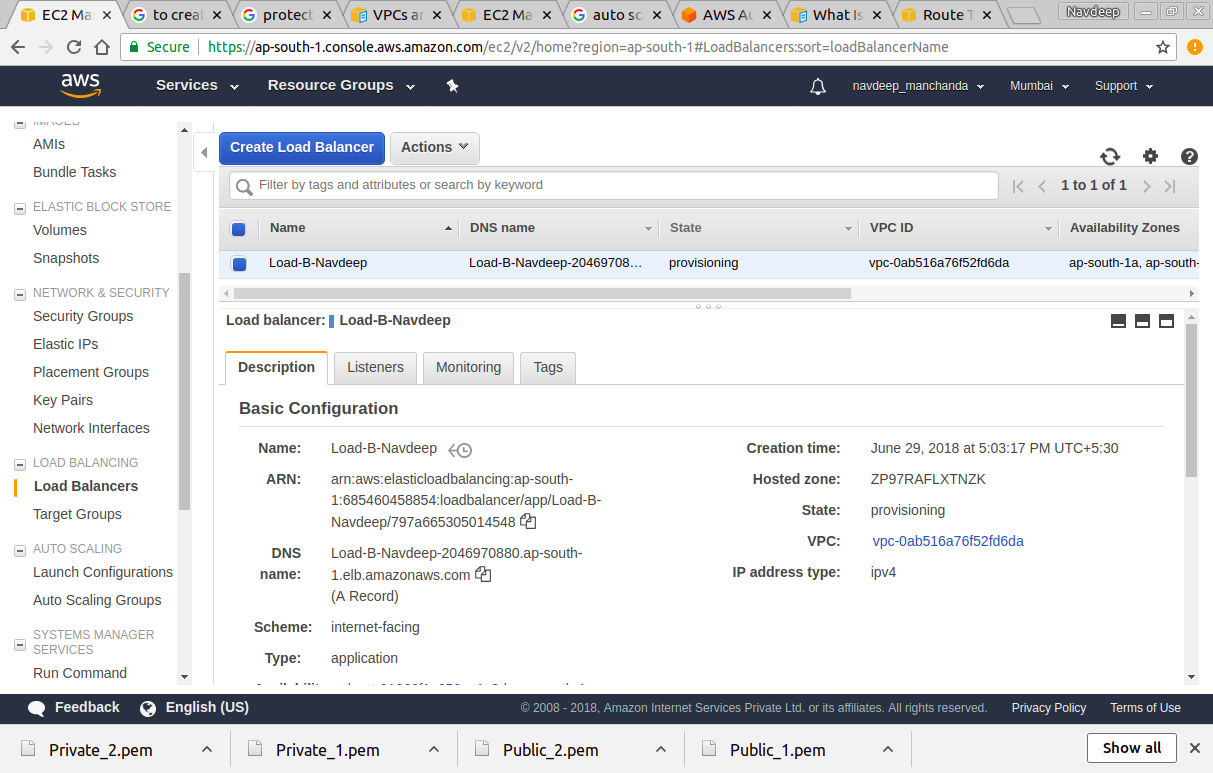 EC2 Ma
to creat
protect
VPCs an
EC2 Ma
auto sca
AWS Au
What Is
Route T
Navdeep
Secure https://ap-south-1.console.aws.amazon.com/ec2/v2/home?region=ap-south-1#LoadBalancers:sort=loadBalancerName
aws Services Resource Groups navdeep_manchanda Mumbai Support
IMAGES
AMIs
Bundle Tasks
ELASTIC BLOCK STORE
Volumes
Snapshots
NETWORK & SECURITY
Security Groups
Elastic IPs
Placement Groups
Key Pairs
Network Interfaces
LOAD BALANCING
Load Balancers
Target Groups
AUTO SCALING
Launch Configurations
Auto Scaling Groups
SYSTEMS MANAGER
SERVICES
Run Command
Create Load Balancer Actions
Filter by tags and attributes or search by keyword 1 to 1 of 1
Name DNS name State VPC ID Availability Zones
Load-B-Navdeep Load-B-Navdeep-20469708… provisioning vpc-0ab516a76f52fd6da ap-south-1a, ap-south-
Load balancer: Load-B-Navdeep
Description Listeners Monitoring Tags
Basic Configuration
Name: Load-B-Navdeep
ARN: arn:aws:elasticloadbalancing:ap-south-
1:685460458854:loadbalancer/app/Load-B-
Navdeep/797a665305014548
DNS Load-B-Navdeep-2046970880.ap-south-
name: 1.elb.amazonaws.com
(A Record)
Scheme: internet-facing
Type: application
Creation time: June 29, 2018 at 5:03:17 PM UTC+5:30
Hosted zone: ZP97RAFLXTNZK
State: provisioning
VPC: vpc-0ab516a76f52fd6da
IP address type: ipv4
Feedback English (US) © 2008 - 2018, Amazon Internet Services Private Ltd. or its affiliates. All rights reserved. Privacy Policy Terms of Use
Private_2.pem Private_1.pem Public_2.pem Public_1.pem Show all